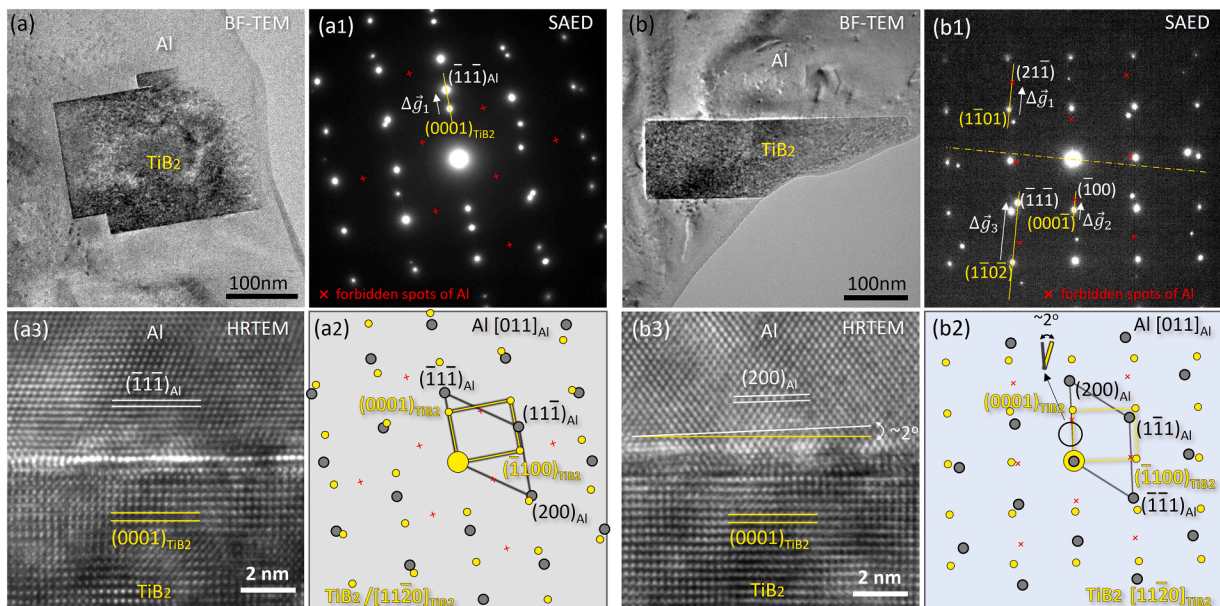 (a) BF-TEM
Al
TiB₂
100nm
(a1) SAED
(1̅11̅)Al
Δg⃗₁
(0001)TiB2
× forbidden spots of Al
(b) BF-TEM
Al
TiB₂
100nm
(b1) SAED
(211̅)
Δg⃗₁
(11̅01)
(1̅11̅)
(1̅00)
(0001̅)
Δg⃗₃
Δg⃗₂
(11̅02̅)
× forbidden spots of Al
(a3) Al HRTEM
(1̅11̅)Al
(0001)TiB2
TiB₂
2 nm
(a2) Al [011]Al
(1̅11̅)Al
(0001)TiB2
(111̅)Al
(1̅100)TiB2
(200)Al
TiB₂ /[112̅0]TiB2
(b3) Al HRTEM
(200)Al
~2°
(0001)TiB2
TiB₂
2 nm
(b2) ~2° Al [011]Al
(200)Al
(0001)TiB2
(11̅1)Al
(1̅100)TiB2
(1̅1̅1)Al
TiB₂ [112̅0]TiB2